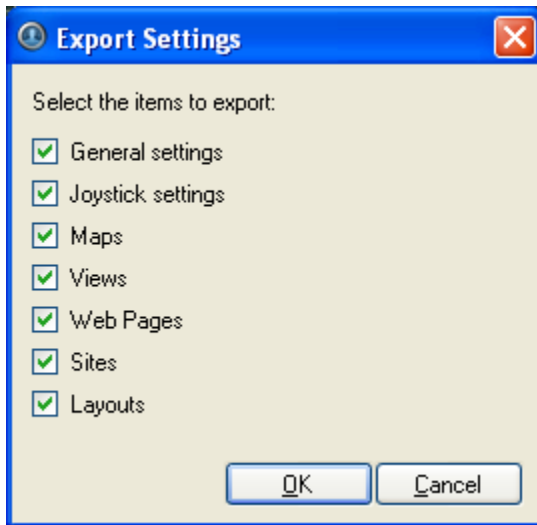 Export Settings
Select the items to export:
General settings
Joystick settings
Maps
Views
Web Pages
Sites
Layouts
OK
Cancel